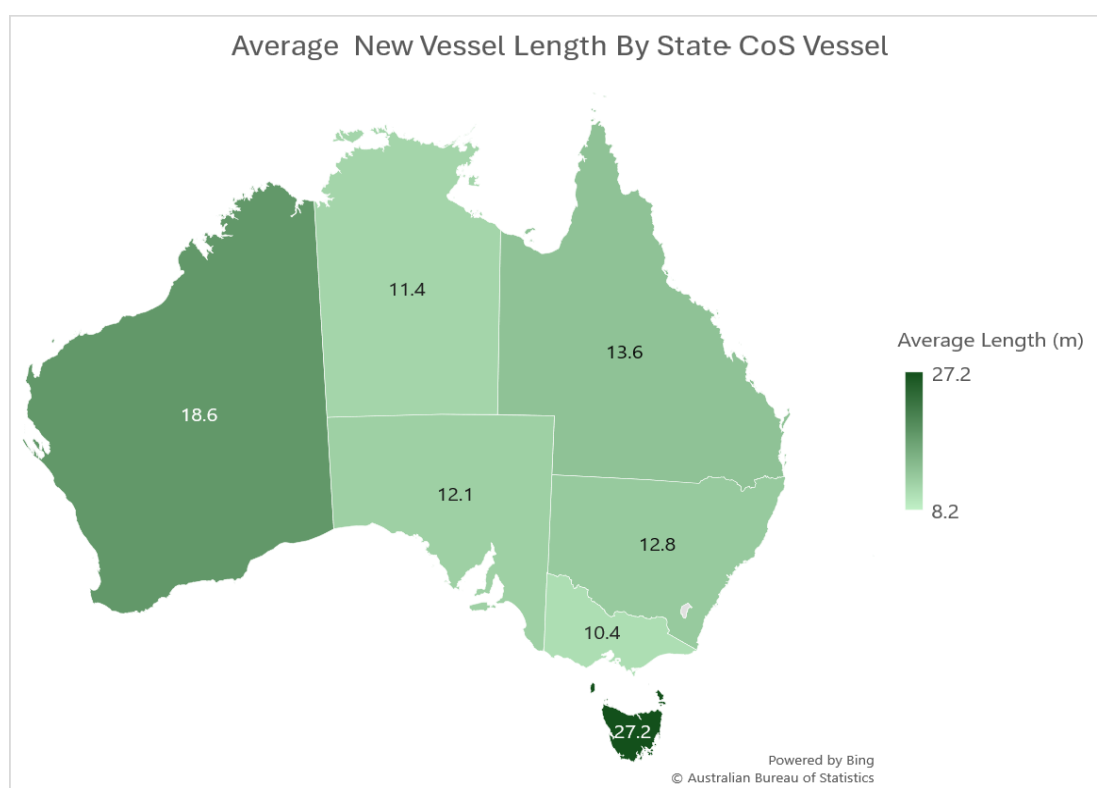 Average  New Vessel Length By State- CoS Vessel
11.4
13.6
18.6
12.1
12.8
10.4
27.2
Average Length (m)
27.2
8.2
Powered by Bing
© Australian Bureau of Statistics